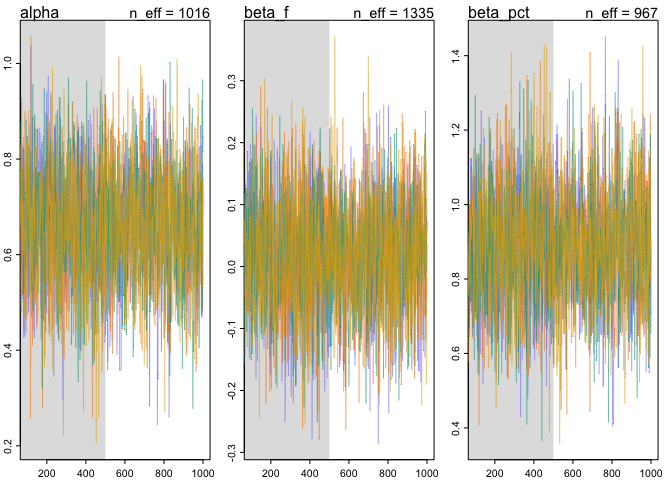 alpha n_eff = 1016
0.2 0.4 0.6 0.8 1.0
200 400 600 800 1000
beta_f n_eff = 1335
-0.3 -0.2 -0.1 0.0 0.1 0.2 0.3
200 400 600 800 1000
beta_pct n_eff = 967
0.4 0.6 0.8 1.0 1.2 1.4
200 400 600 800 1000